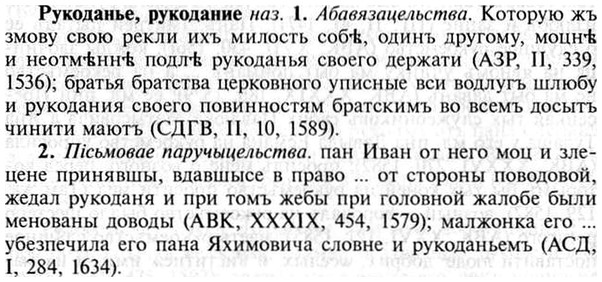 Рукоданье, рукодание наз. 1. Абавязацельства. Которую жъ
змову свою рекли ихъ милость собѣ, одинъ другому, моцнѣ
и неотмѣннѣ подлѣ рукоданья своего держати (АЗР, II, 339,
1536); братья братства церковного уписные вси водлугъ шлюбу
и рукодания своего повинностям братским во всемъ досытъ
чинити маютъ (СДГВ, II, 10, 1589).
2. Пісьмовае паручыцельства. пан Иван от него моц и зле-
цене принявшы, вдавшысе в право ... от стороны поводовой,
жедал рукоданя и при томъ жебы при головной жалобе были
менованы доводы (АВК, XXXIX, 454, 1579); малжонка его ...
убезпечила его пана Яхимовича словне и рукоданьемъ (АСД,
I, 284, 1634).